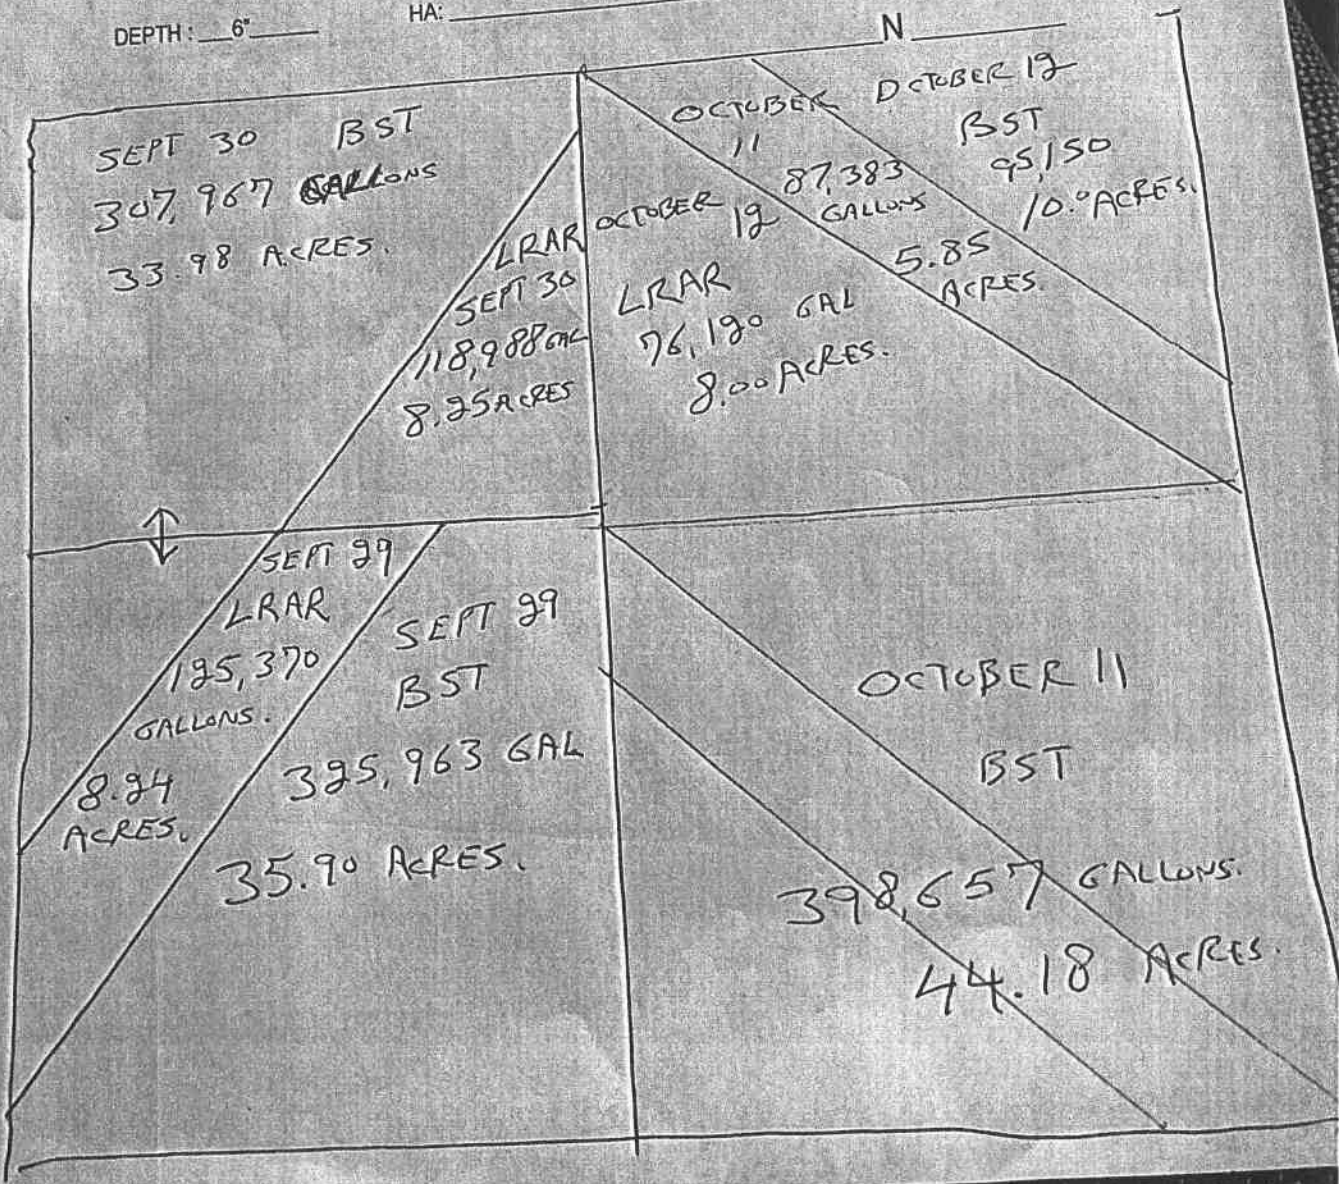 DEPTH: 6"
HA:
N
SEPT 30 BST
307,967 GALLONS
33.98 ACRES.
LRAR
SEPT 30
118,988 GAL
8.25 ACRES
OCTOBER
12
LRAR
76,120 GAL
8.00 ACRES.
OCTOBER
11
87,383
GALLONS
5.85
ACRES.
OCTOBER 12
BST
95,150
10.0 ACRES.
SEPT 29
LRAR
125,370
GALLONS.
8.24
ACRES.
SEPT 29
BST
325,963 GAL
35.90 ACRES.
OCTOBER 11
BST
398,657 GALLONS.
44.18 ACRES.